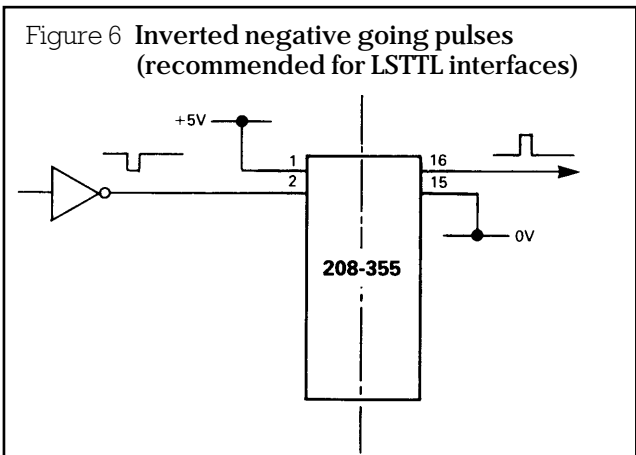 Figure 6 Inverted negative going pulses
(recommended for LSTTL interfaces)
+5V
1
16
2
15
0V
208-355